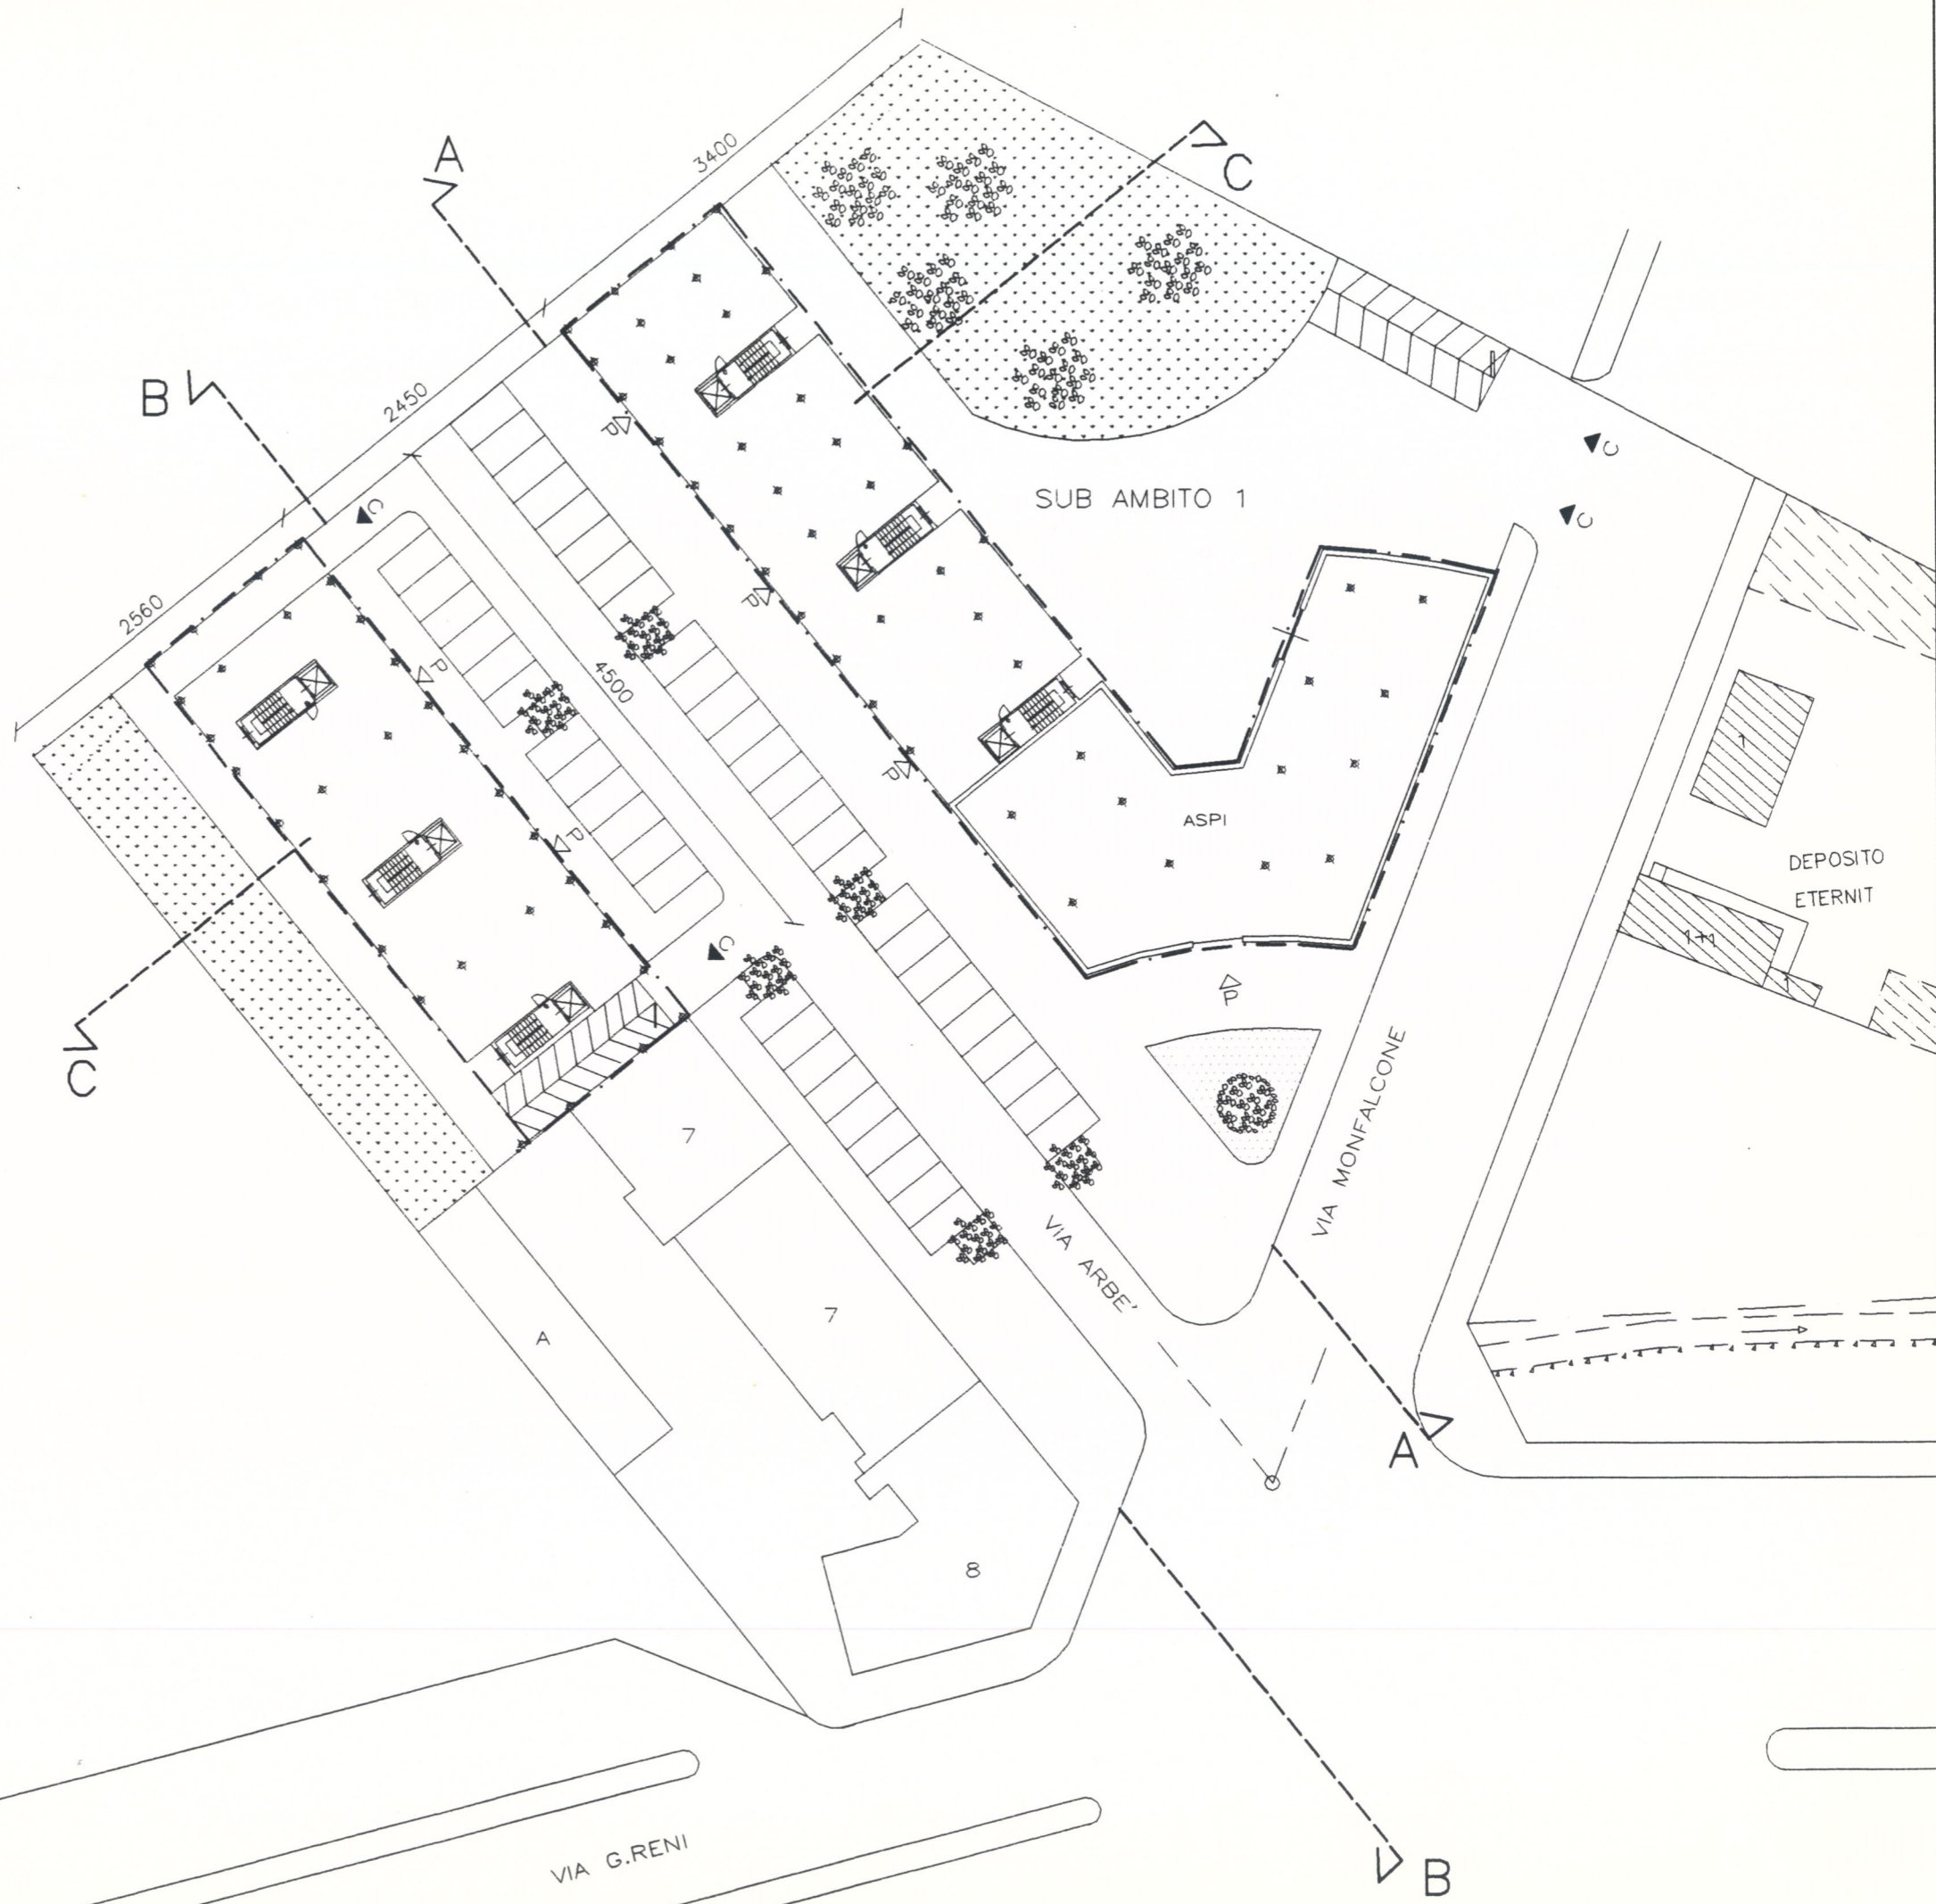 3400
A
C
2450
B
C
C
SUB AMBITO 1
P
C
2560
P
4500
P
P
1
P
ASPI
DEPOSITO
ETERNIT
1+1
C
1
P
C
7
VIA MONFALCONE
VIA ARBE'
7
A
A
8
VIA G.RENI
B